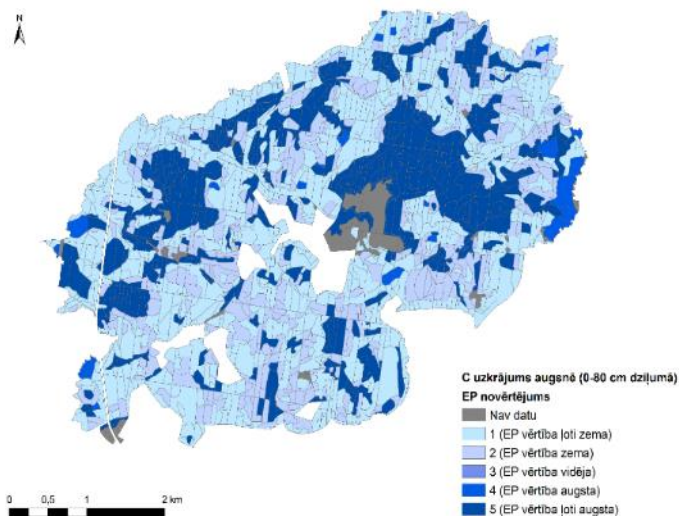 N
C uzkrājums augsnē (0-80 cm dziļumā)
EP novērtējums
Nav datu
1 (EP vērtība ļoti zema)
2 (EP vērtība zema)
3 (EP vērtība vidēja)
4 (EP vērtība augsta)
5 (EP vērtība ļoti augsta)
0 0,5 1 2 km